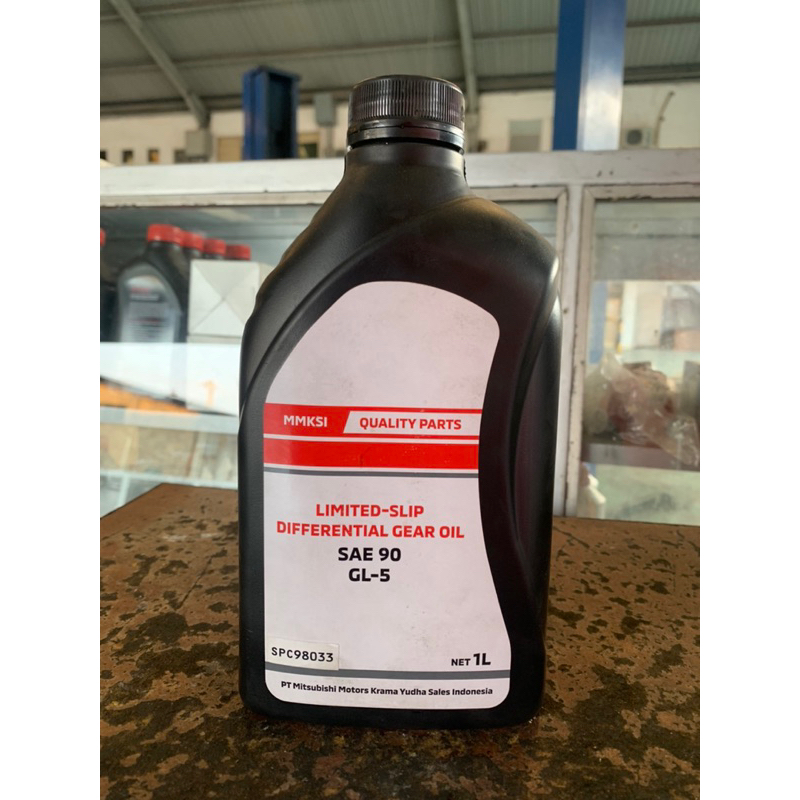 MMKSI QUALITY PARTS
LIMITED-SLIP
DIFFERENTIAL GEAR OIL
SAE 90
GL-5
SPC98033
NET 1L
PT Mitsubishi Motors Krama Yudha Sales Indonesia